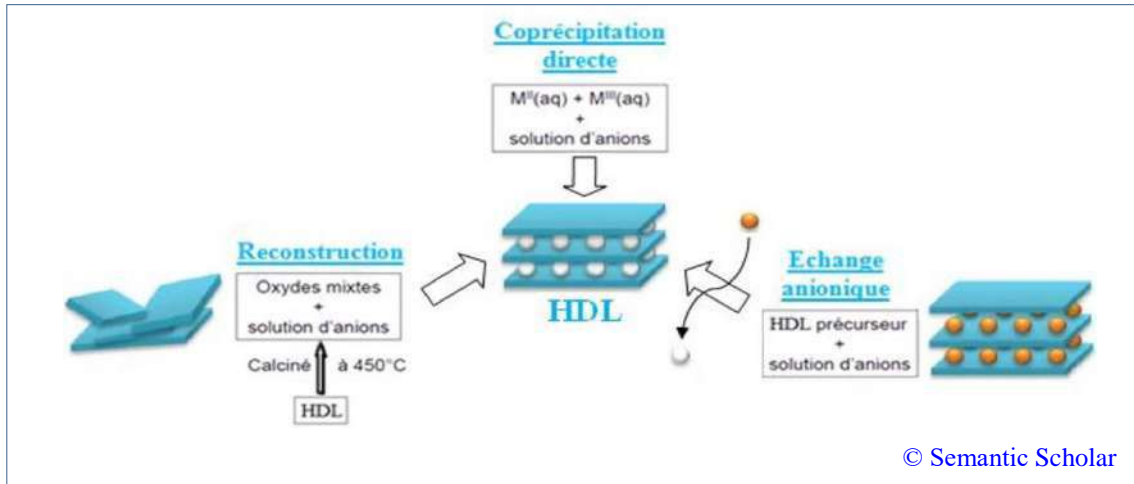 Coprécipitation
directe
M^II(aq) + M^III(aq)
+
solution d'anions
Reconstruction
Oxydes mixtes
+
solution d'anions
Calciné à 450°C
HDL
HDL
Echange
anionique
HDL précurseur
+
solution d'anions
© Semantic Scholar